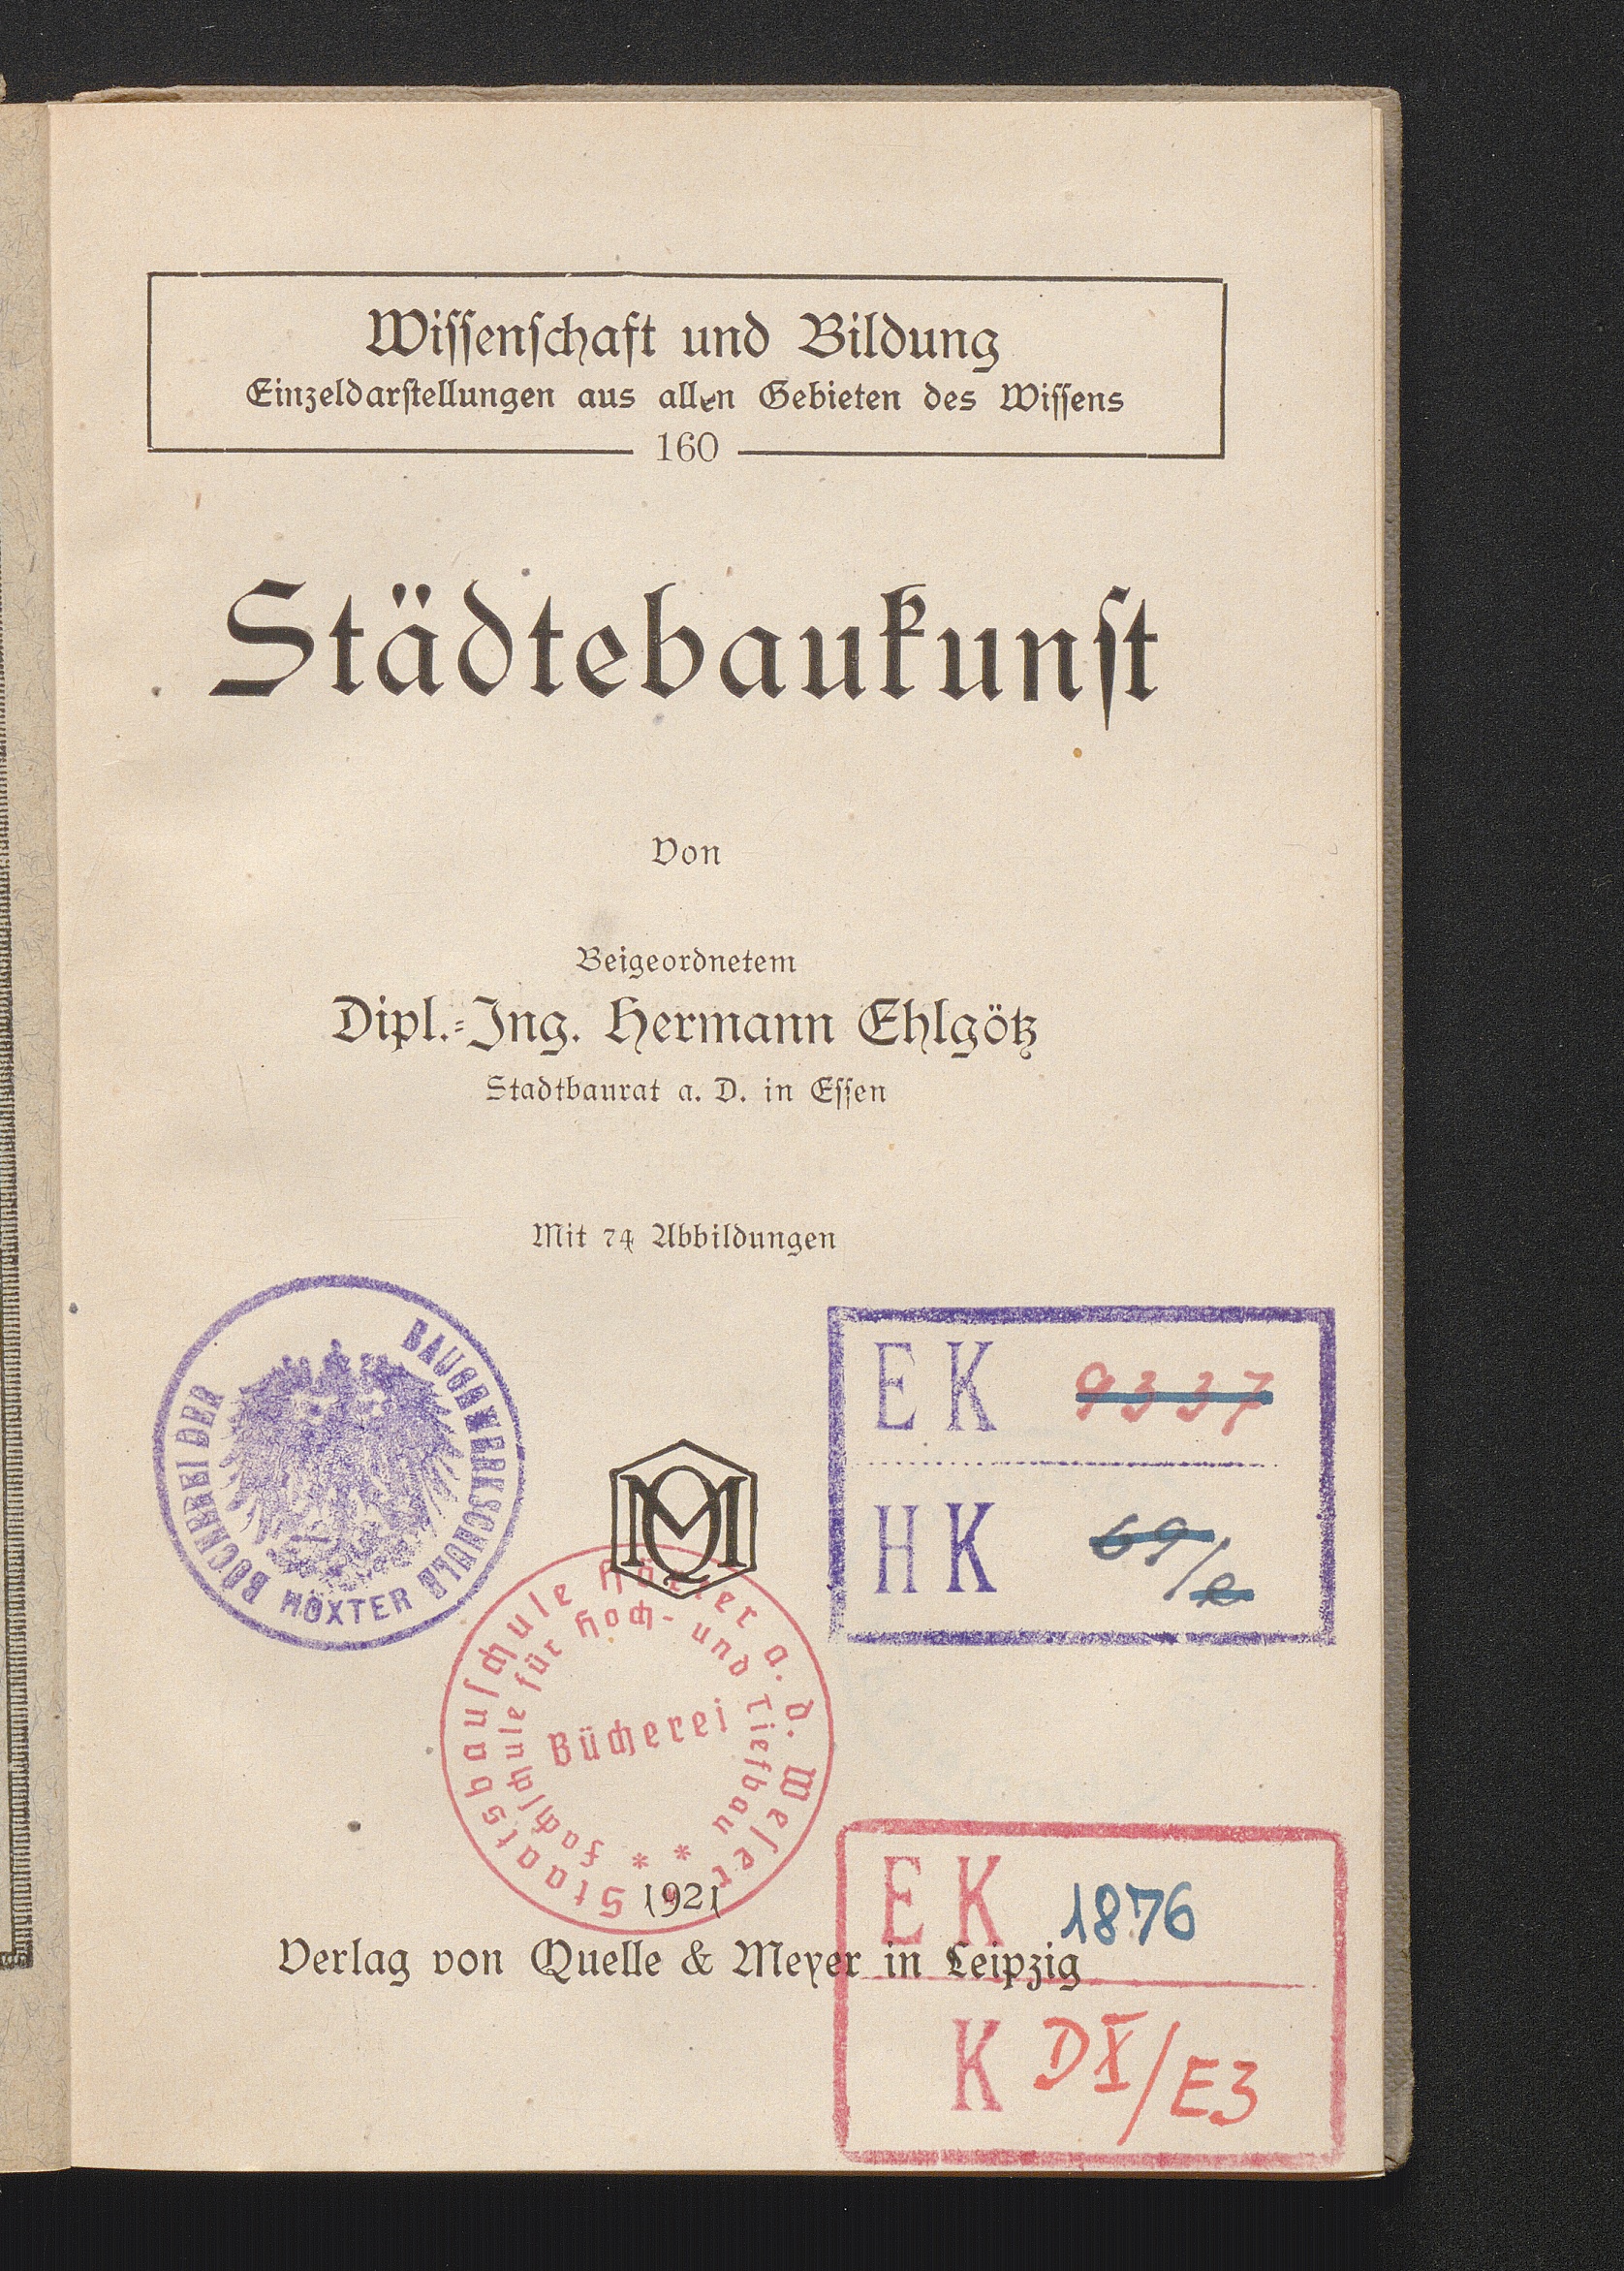 Wissenschaft und Bildung
Einzeldarstellungen aus allen Gebieten des Wissens
160
Städtebaukunst
Von
Beigeordnetem
Dipl.-Ing. Hermann Ehlgötz
Stadtbaurat a. D. in Essen
Mit 74 Abbildungen
BÜCHEREI DER BAUGEWERKSCHULE
HÖXTER
EK 9337
HK 69/e
QM
Staatsbauschule Höxter a. d. Weser
Fachschule für Hoch- und Tiefbau
Bücherei
* *
1921
Verlag von Quelle & Meyer in Leipzig
EK 1876
K DX/E3